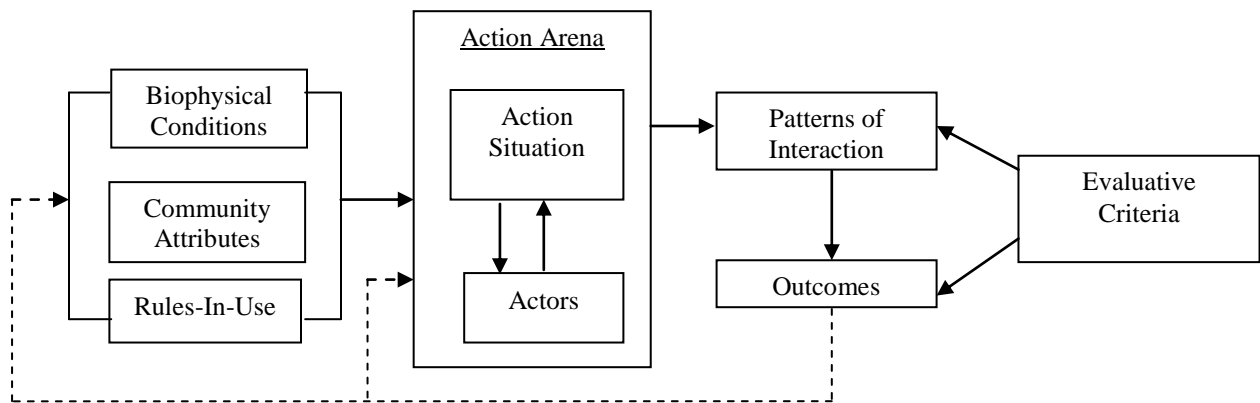 Action Arena
Biophysical
Conditions
Community
Attributes
Rules-In-Use
Action
Situation
Actors
Patterns of
Interaction
Outcomes
Evaluative
Criteria